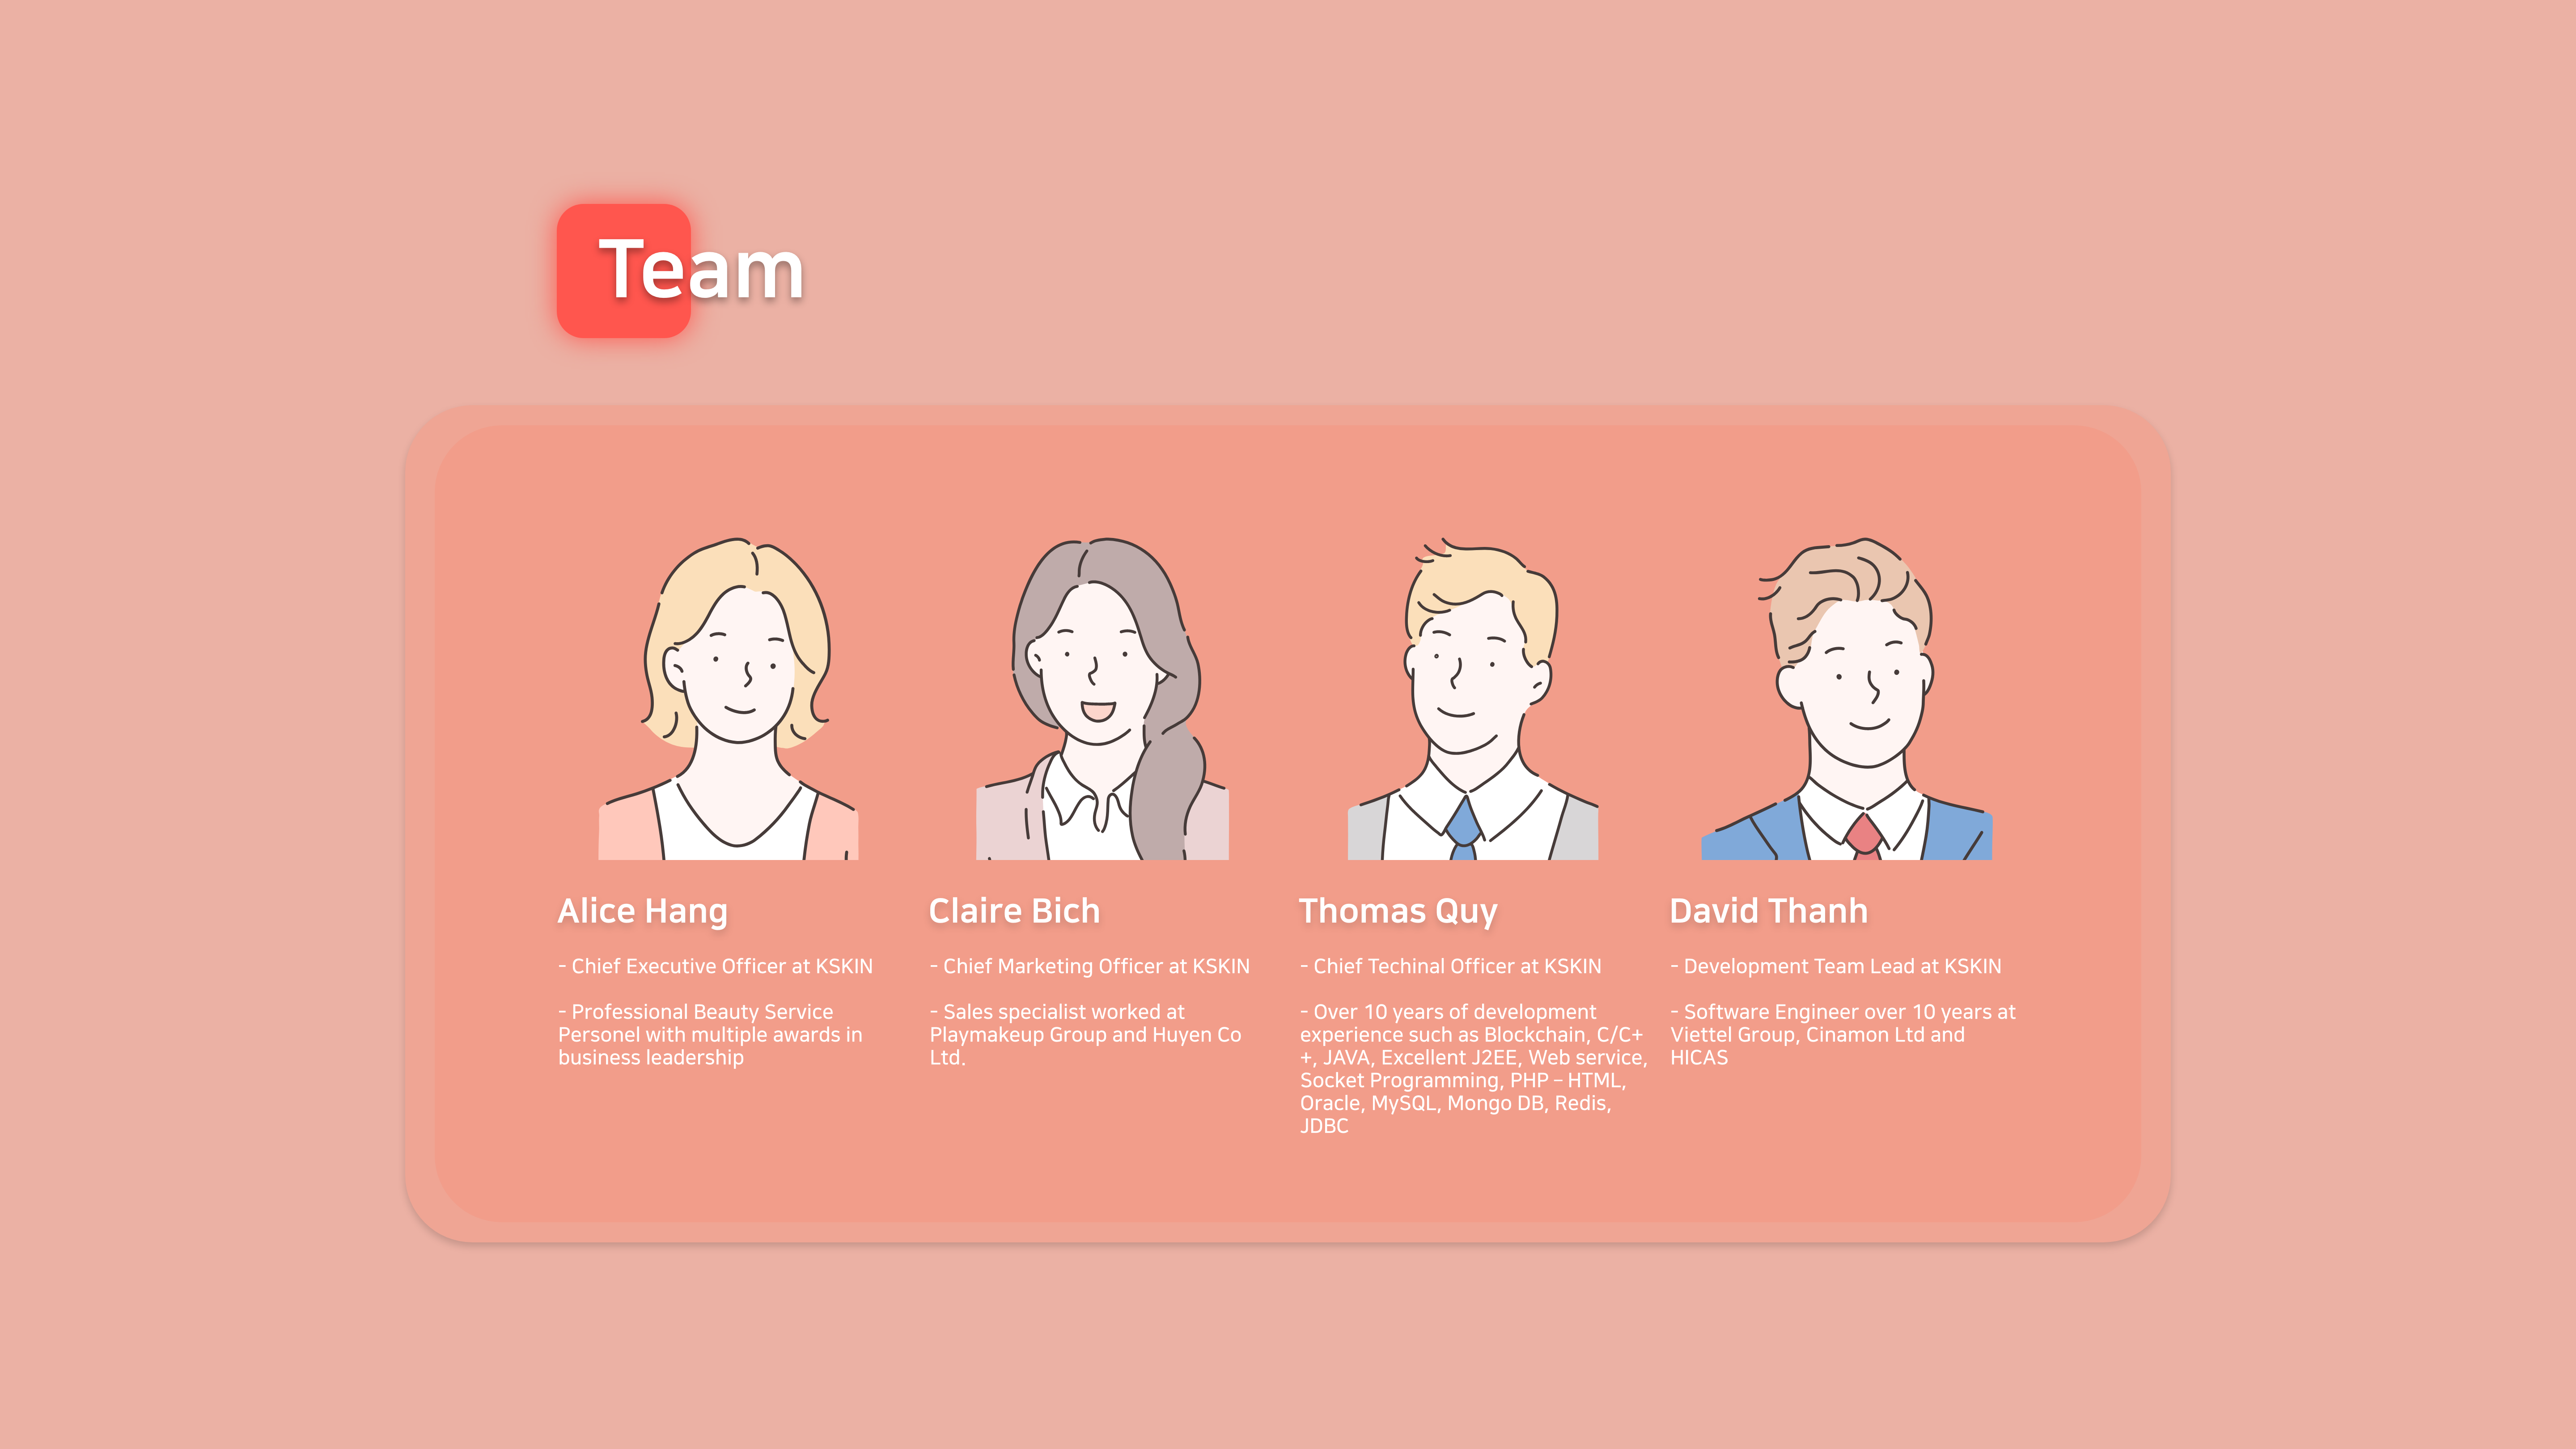 Team
Alice Hang
- Chief Executive Officer at KSKIN
- Professional Beauty Service
Personel with multiple awards in
business leadership
Claire Bich
- Chief Marketing Officer at KSKIN
- Sales specialist worked at
Playmakeup Group and Huyen Co
Ltd.
Thomas Quy
- Chief Techinal Officer at KSKIN
- Over 10 years of development
experience such as Blockchain, C/C+
+, JAVA, Excellent J2EE, Web service,
Socket Programming, PHP – HTML,
Oracle, MySQL, Mongo DB, Redis,
JDBC
David Thanh
- Development Team Lead at KSKIN
- Software Engineer over 10 years at
Viettel Group, Cinamon Ltd and
HICAS